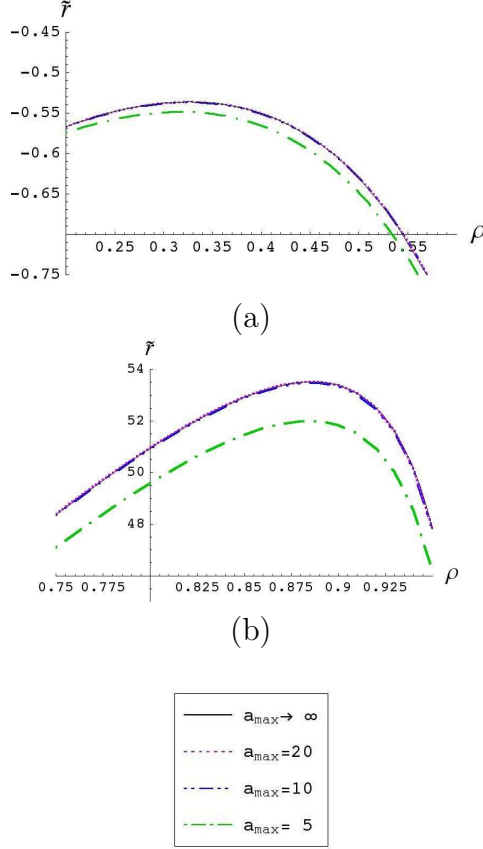 r̃
-0.45
-0.5
-0.55
-0.6
-0.65
0.25 0.3 0.35 0.4 0.45 0.5 0.55 ρ
-0.75
(a)
r̃
54
52
50
48
0.75 0.775 0.825 0.85 0.875 0.9 0.925 ρ
(b)
a_max → ∞
a_max=20
a_max=10
a_max= 5